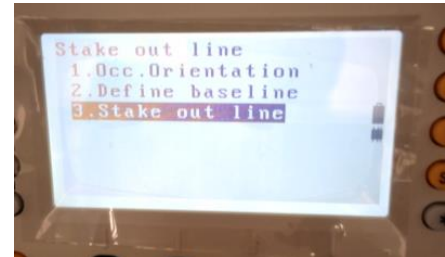 Stake out line
1.Occ.Orientation
2.Define baseline
3.Stake out line